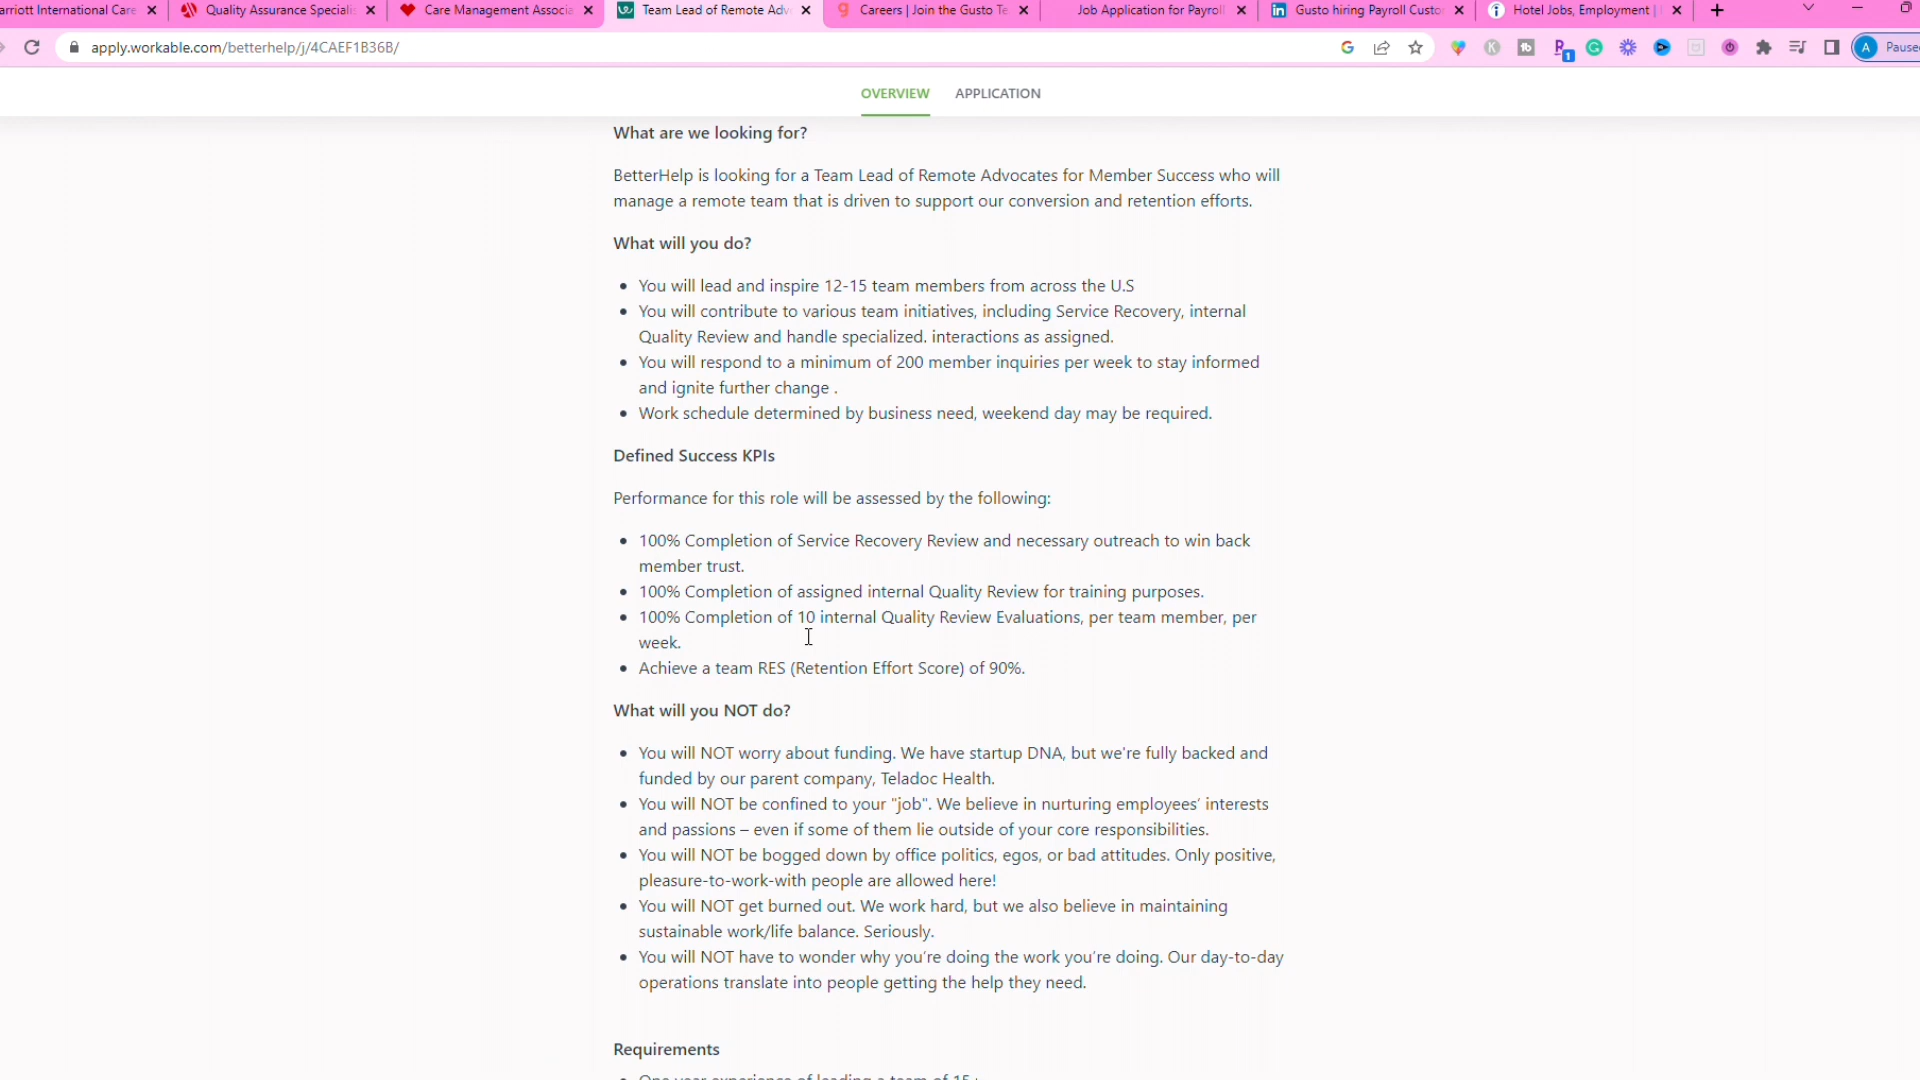 arriott International Care
Quality Assurance Speciali
Care Management Associa
Team Lead of Remote Adv
Careers | Join the Gusto Te
Job Application for Payroll
Gusto hiring Payroll Custo
Hotel Jobs, Employment |
apply.workable.com/betterhelp/j/4CAEF1B36B/
A Paused
OVERVIEW APPLICATION
What are we looking for?
BetterHelp is looking for a Team Lead of Remote Advocates for Member Success who will
manage a remote team that is driven to support our conversion and retention efforts.
What will you do?
• You will lead and inspire 12-15 team members from across the U.S
• You will contribute to various team initiatives, including Service Recovery, internal
Quality Review and handle specialized. interactions as assigned.
• You will respond to a minimum of 200 member inquiries per week to stay informed
and ignite further change .
• Work schedule determined by business need, weekend day may be required.
Defined Success KPIs
Performance for this role will be assessed by the following:
• 100% Completion of Service Recovery Review and necessary outreach to win back
member trust.
• 100% Completion of assigned internal Quality Review for training purposes.
• 100% Completion of 10 internal Quality Review Evaluations, per team member, per
week.
• Achieve a team RES (Retention Effort Score) of 90%.
What will you NOT do?
• You will NOT worry about funding. We have startup DNA, but we're fully backed and
funded by our parent company, Teladoc Health.
• You will NOT be confined to your "job". We believe in nurturing employees' interests
and passions – even if some of them lie outside of your core responsibilities.
• You will NOT be bogged down by office politics, egos, or bad attitudes. Only positive,
pleasure-to-work-with people are allowed here!
• You will NOT get burned out. We work hard, but we also believe in maintaining
sustainable work/life balance. Seriously.
• You will NOT have to wonder why you're doing the work you're doing. Our day-to-day
operations translate into people getting the help they need.
Requirements
• One year experience of leading a team of 15+